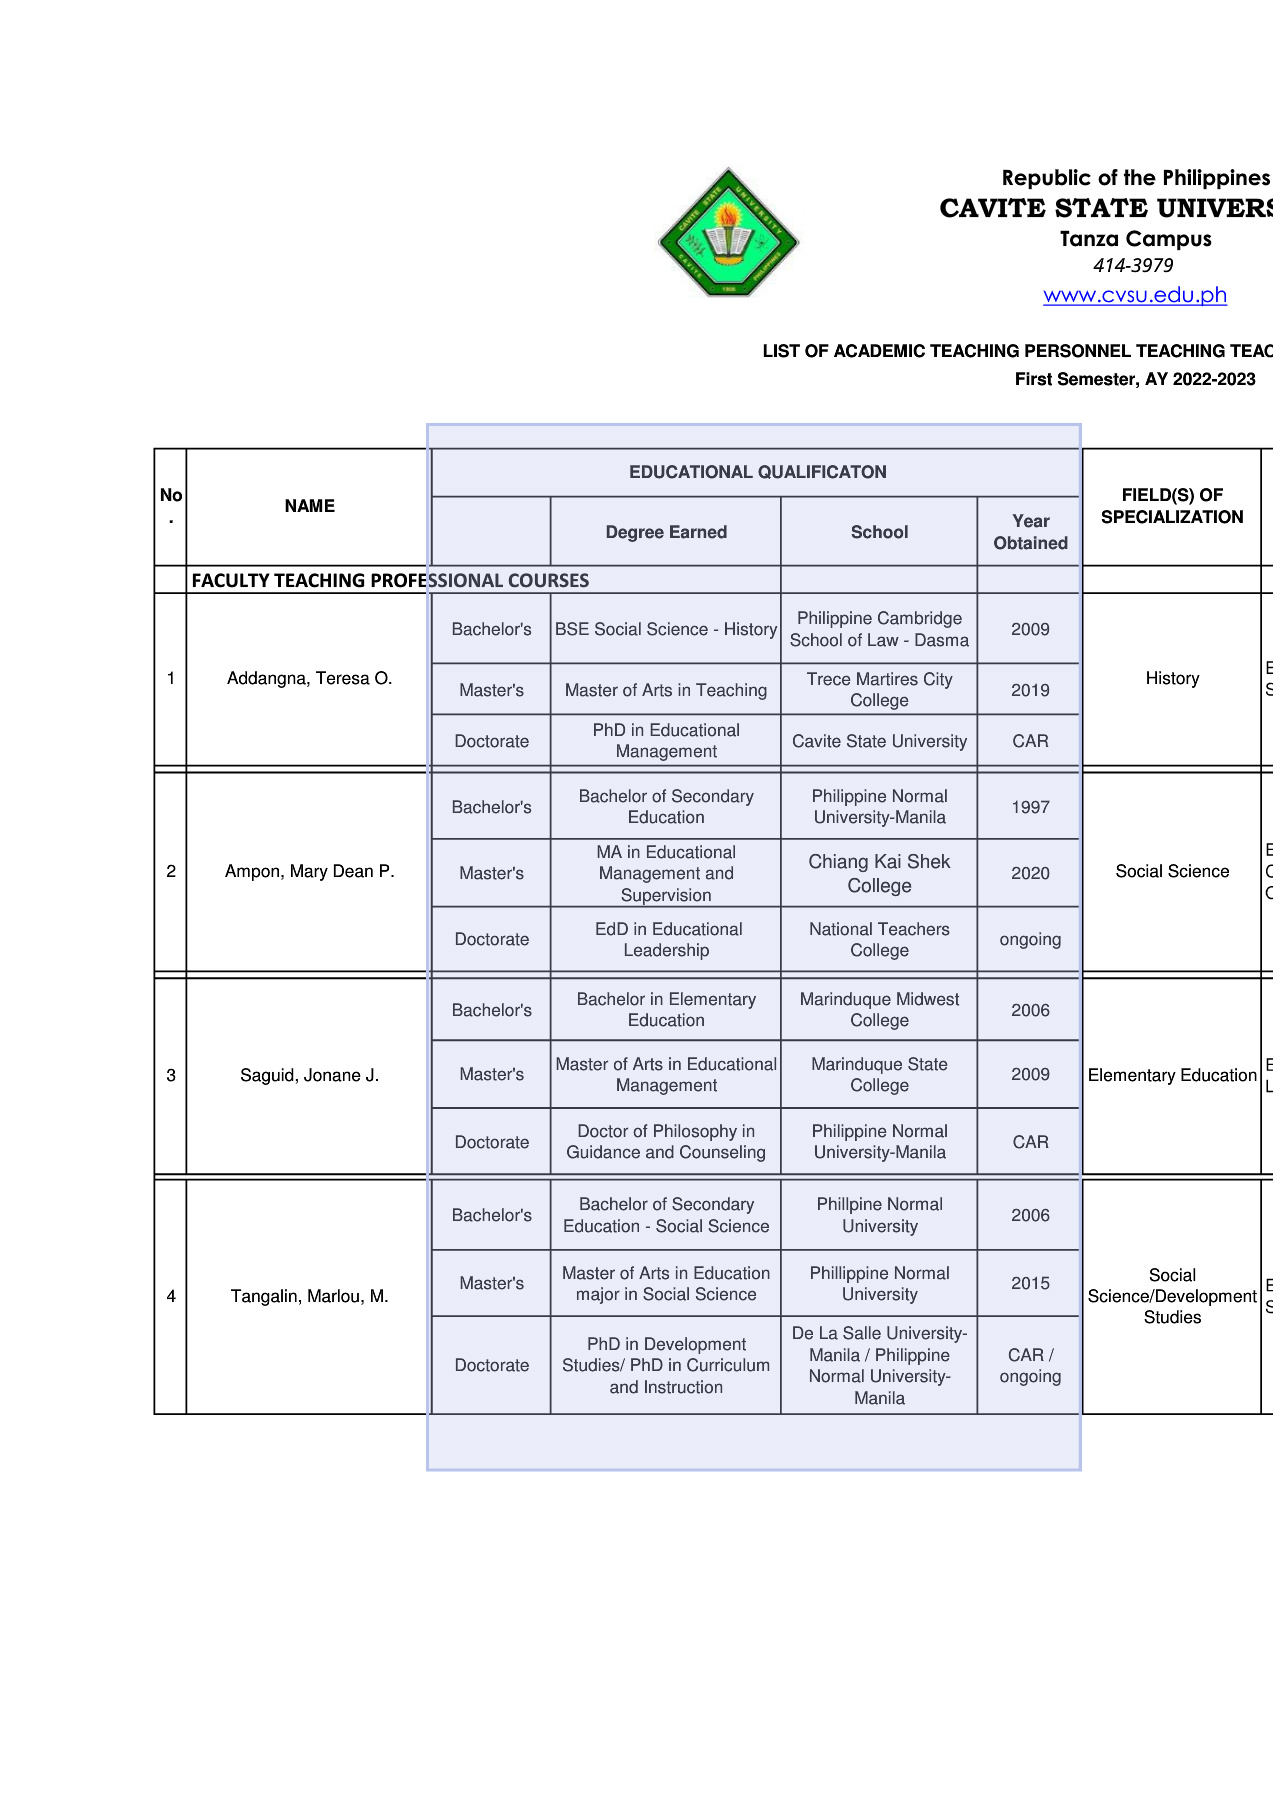 CAVITE STATE UNIVERSITY
CAVITE PHILIPPINES
1906
Republic of the Philippines
CAVITE STATE UNIVERS
Tanza Campus
414-3979
www.cvsu.edu.ph
LIST OF ACADEMIC TEACHING PERSONNEL TEACHING TEAC
First Semester, AY 2022-2023
No
.
NAME
EDUCATIONAL QUALIFICATON
Degree Earned
School
Year
Obtained
FIELD(S) OF
SPECIALIZATION
FACULTY TEACHING PROFESSIONAL COURSES
1
Addangna, Teresa O.
Bachelor's
BSE Social Science - History
Philippine Cambridge
School of Law - Dasma
2009
Master's
Master of Arts in Teaching
Trece Martires City
College
2019
Doctorate
PhD in Educational
Management
Cavite State University
CAR
History
E
S
2
Ampon, Mary Dean P.
Bachelor's
Bachelor of Secondary
Education
Philippine Normal
University-Manila
1997
Master's
MA in Educational
Management and
Supervision
Chiang Kai Shek
College
2020
Doctorate
EdD in Educational
Leadership
National Teachers
College
ongoing
Social Science
3
Saguid, Jonane J.
Bachelor's
Bachelor in Elementary
Education
Marinduque Midwest
College
2006
Master's
Master of Arts in Educational
Management
Marinduque State
College
2009
Doctorate
Doctor of Philosophy in
Guidance and Counseling
Philippine Normal
University-Manila
CAR
Elementary Education
E
L
4
Tangalin, Marlou, M.
Bachelor's
Bachelor of Secondary
Education - Social Science
Phillpine Normal
University
2006
Master's
Master of Arts in Education
major in Social Science
Phillippine Normal
University
2015
Doctorate
PhD in Development
Studies/ PhD in Curriculum
and Instruction
De La Salle University-
Manila / Philippine
Normal University-
Manila
CAR /
ongoing
Social
Science/Development
Studies
E
S